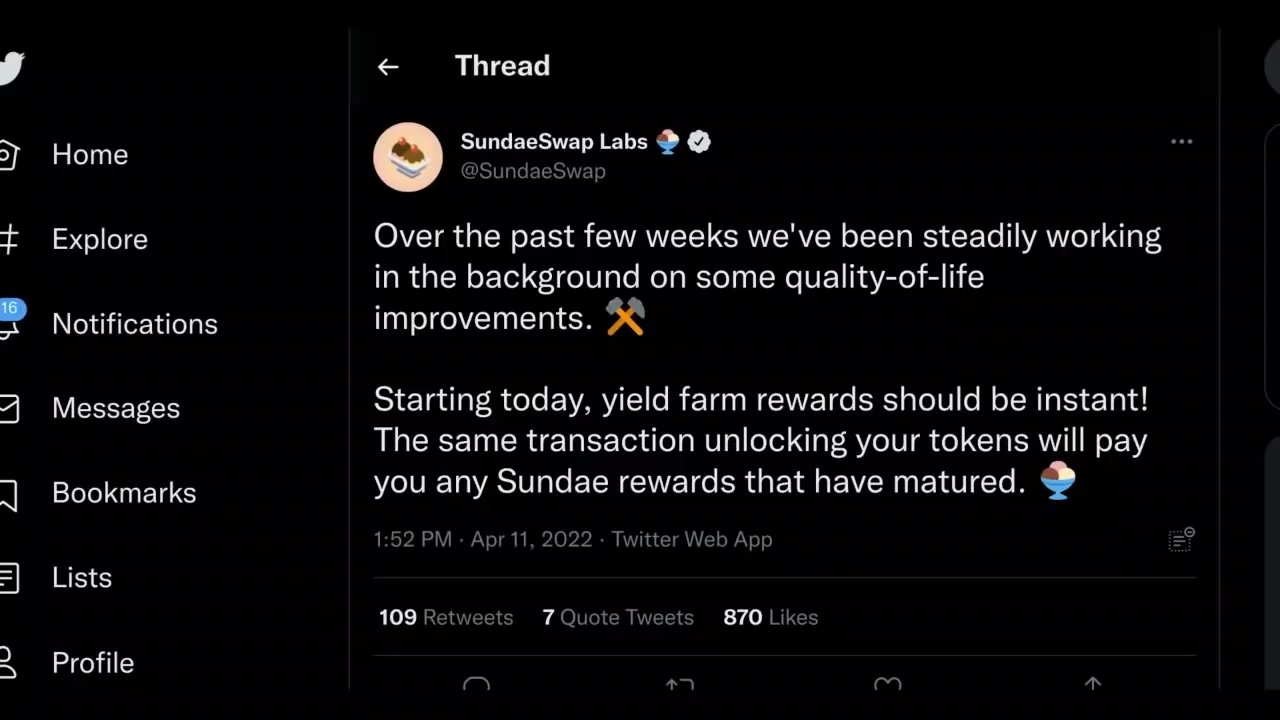 Home
Explore
16
Notifications
Messages
Bookmarks
Lists
Profile
Thread
SundaeSwap Labs 🍨
@SundaeSwap
Over the past few weeks we've been steadily working
in the background on some quality-of-life
improvements. ⚒️
Starting today, yield farm rewards should be instant!
The same transaction unlocking your tokens will pay
you any Sundae rewards that have matured. 🍨
1:52 PM · Apr 11, 2022 · Twitter Web App
109 Retweets 7 Quote Tweets 870 Likes